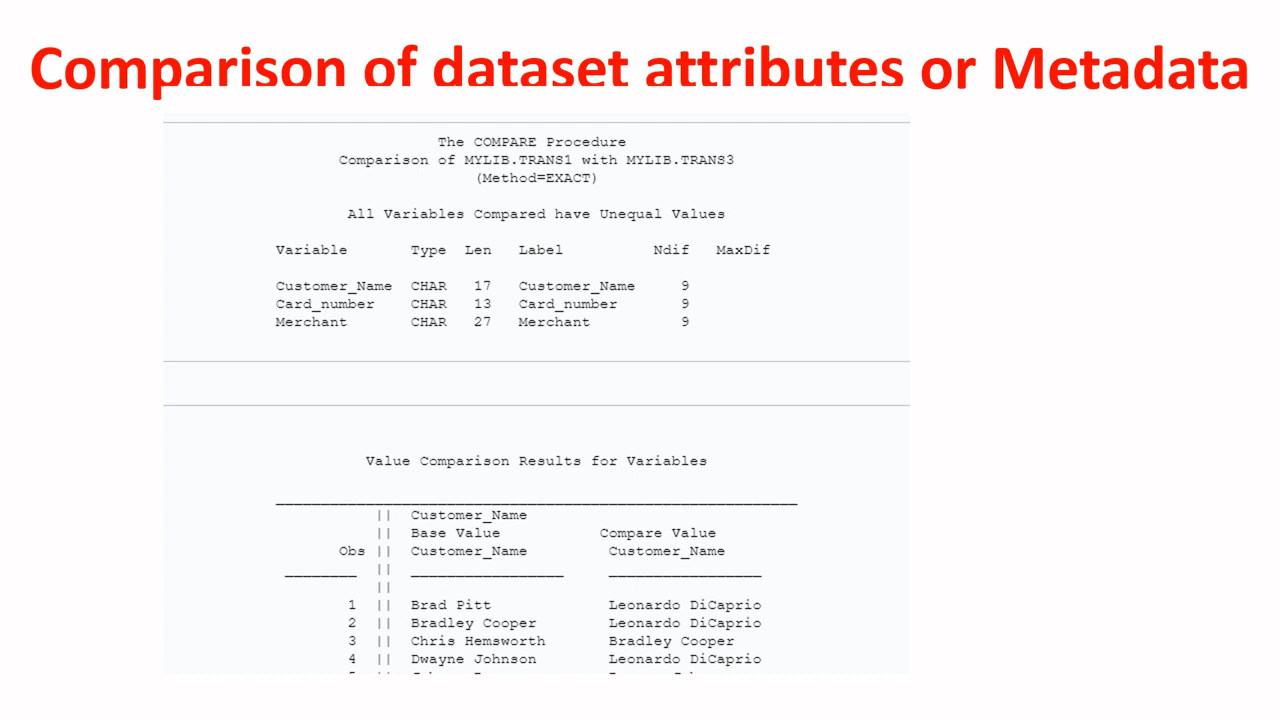 Comparison of dataset attributes or Metadata
The COMPARE Procedure
Comparison of MYLIB.TRANS1 with MYLIB.TRANS3
(Method=EXACT)
All Variables Compared have Unequal Values
Variable Type Len Label Ndif MaxDif
Customer_Name CHAR 17 Customer_Name 9
Card_number CHAR 13 Card_number 9
Merchant CHAR 27 Merchant 9
Value Comparison Results for Variables
|| Customer_Name
|| Base Value Compare Value
Obs || Customer_Name Customer_Name
||
||
1 || Brad Pitt Leonardo DiCaprio
2 || Bradley Cooper Leonardo DiCaprio
3 || Chris Hemsworth Bradley Cooper
4 || Dwayne Johnson Leonardo DiCaprio